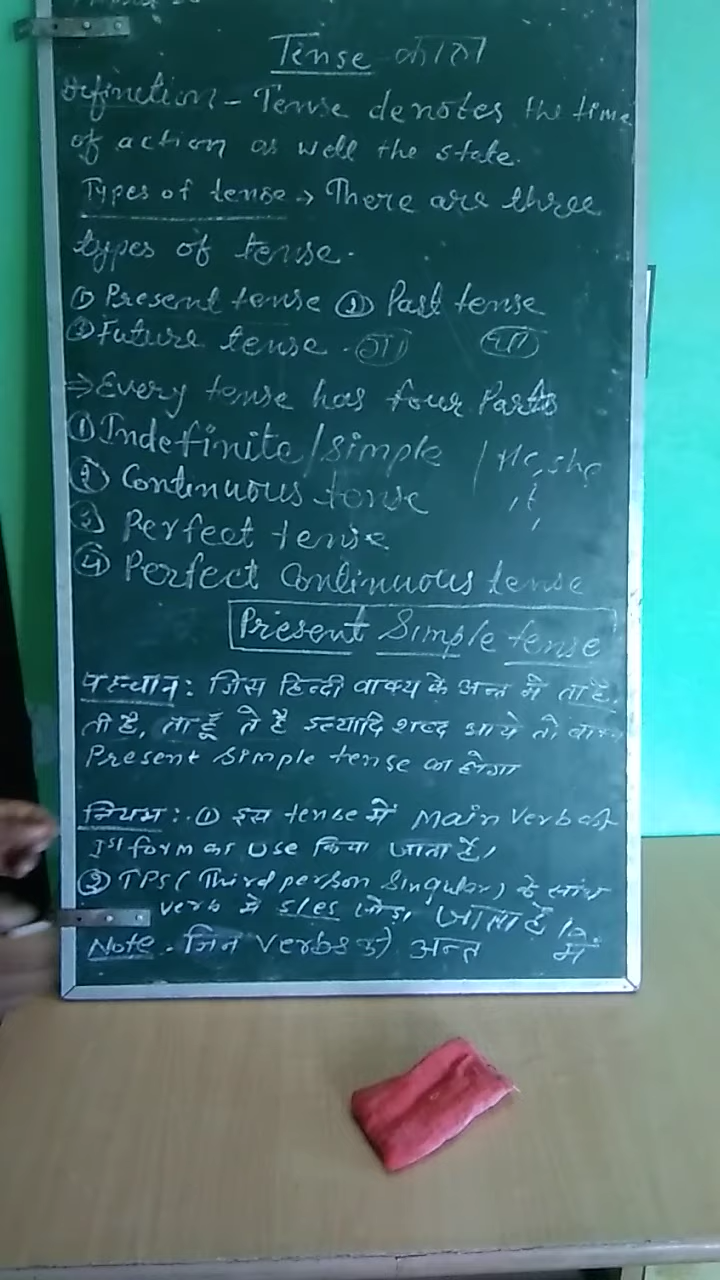 Tense काल
Definition - Tense denotes the time
of action as well the state.
Types of tense → There are three
types of tense.
① Present tense ② Past tense
③ Future tense. गा था
⇒ Every tense has four Parts
① Indefinite/simple / He, she,
② Continuous tense it
③ Perfect tense
④ Perfect Continuous tense
Present Simple tense
पहचान: जिस हिन्दी वाक्य के अन्त में ता है,
ती है, ता हूँ ते है इत्यादि शब्द आये तो
Present simple tense का होगा
नियम:- ① इस tense में Main Verb की
Ist form का use किया जाता है,
② TPS (Third person Singular) के साथ
verb में s/es जोड़ा जाता है।
Note - जिन verbs के अन्त में